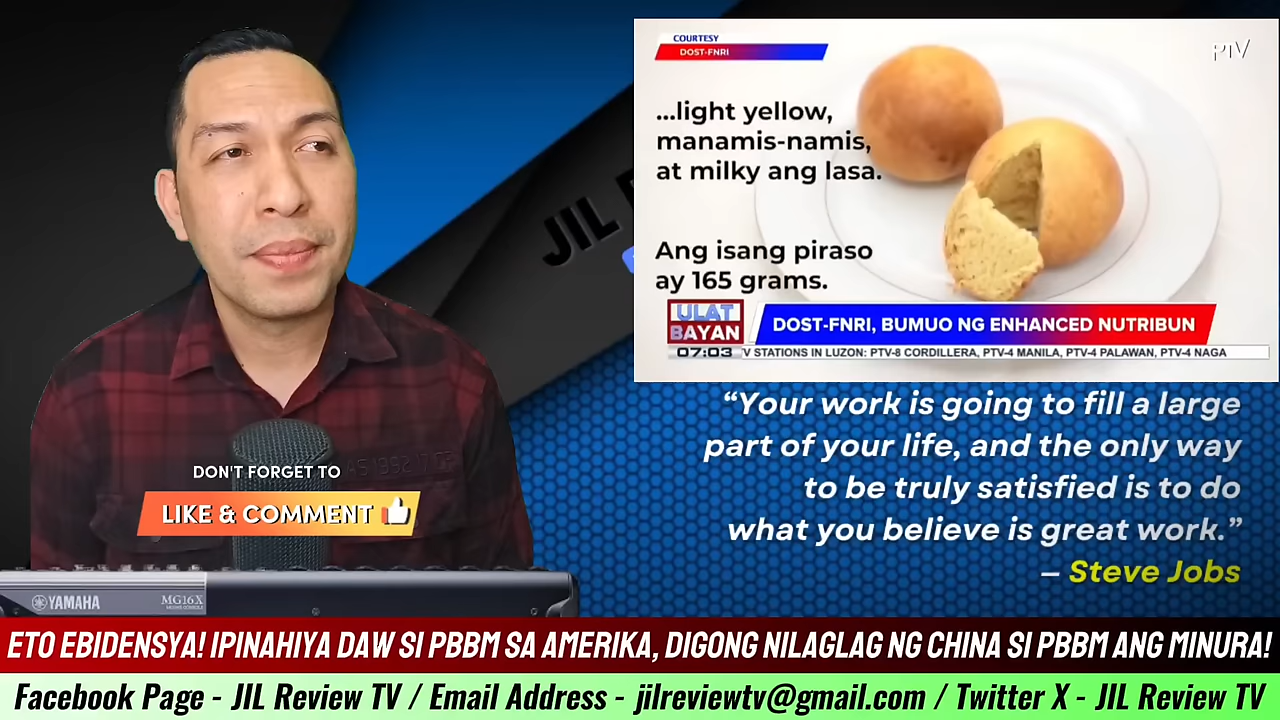 COURTESY
DOST-FNRI
PTV
...light yellow,
manamis-namis,
at milky ang lasa.
Ang isang piraso
ay 165 grams.
ULAT
BAYAN
DOST-FNRI, BUMUO NG ENHANCED NUTRIBUN
07:03
V STATIONS IN LUZON: PTV-8 CORDILLERA, PTV-4 MANILA, PTV-4 PALAWAN, PTV-4 NAGA
JIL
“Your work is going to fill a large
part of your life, and the only way
to be truly satisfied is to do
what you believe is great work.”
– Steve Jobs
DON'T FORGET TO
LIKE & COMMENT
YAMAHA
MG16X
ETO EBIDENSYA! IPINAHIYA DAW SI PBBM SA AMERIKA, DIGONG NILAGLAG NG CHINA SI PBBM ANG MINURA!
Facebook Page - JIL Review TV / Email Address - jilreviewtv@gmail.com / Twitter X - JIL Review TV